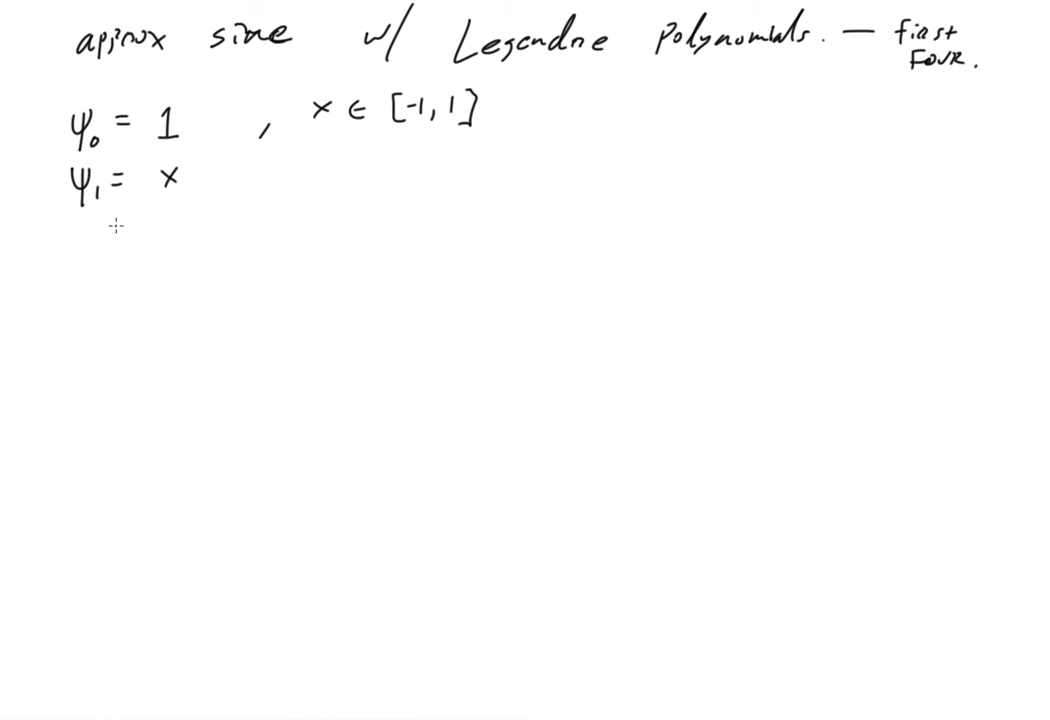 approx sine w/ Legendre polynomials. — first
FOUR.
ψ₀ = 1 , x ∈ [-1, 1]
ψ₁ = x